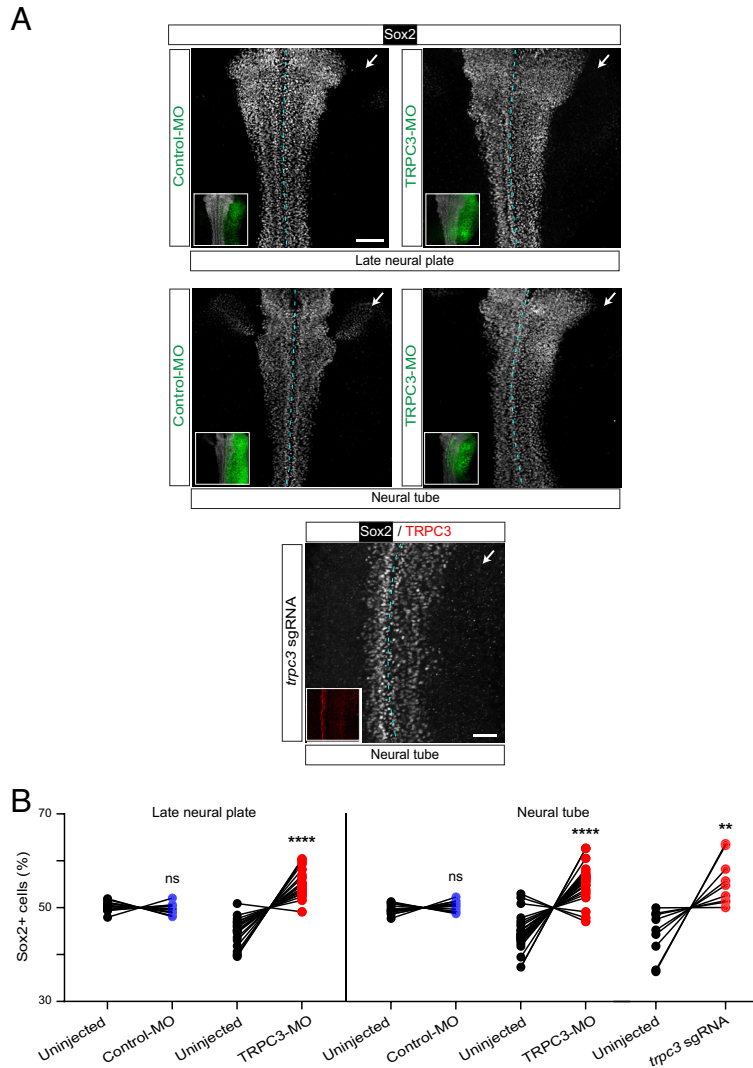 A
Sox2
Control-MO
TRPC3-MO
Late neural plate
Control-MO
TRPC3-MO
Neural tube
Sox2 / TRPC3
trpc3 sgRNA
Neural tube
B
Late neural plate
Neural tube
Sox2+ cells (%)
70
50
30
ns
****
ns
****
**
Uninjected
Control-MO
Uninjected
TRPC3-MO
Uninjected
Control-MO
Uninjected
TRPC3-MO
Uninjected
trpc3 sgRNA